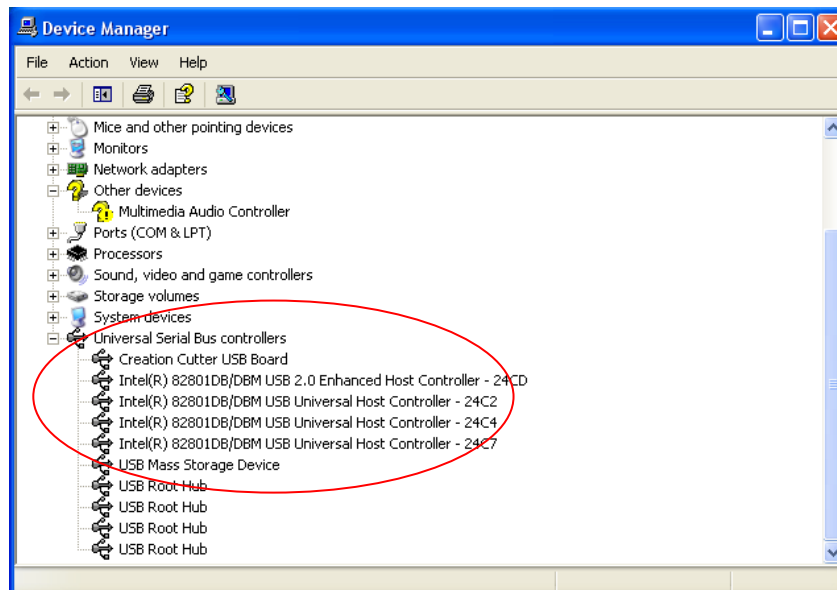 Device Manager
File Action View Help
Mice and other pointing devices
Monitors
Network adapters
Other devices
Multimedia Audio Controller
Ports (COM & LPT)
Processors
Sound, video and game controllers
Storage volumes
System devices
Universal Serial Bus controllers
Creation Cutter USB Board
Intel(R) 82801DB/DBM USB 2.0 Enhanced Host Controller - 24CD
Intel(R) 82801DB/DBM USB Universal Host Controller - 24C2
Intel(R) 82801DB/DBM USB Universal Host Controller - 24C4
Intel(R) 82801DB/DBM USB Universal Host Controller - 24C7
USB Mass Storage Device
USB Root Hub
USB Root Hub
USB Root Hub
USB Root Hub